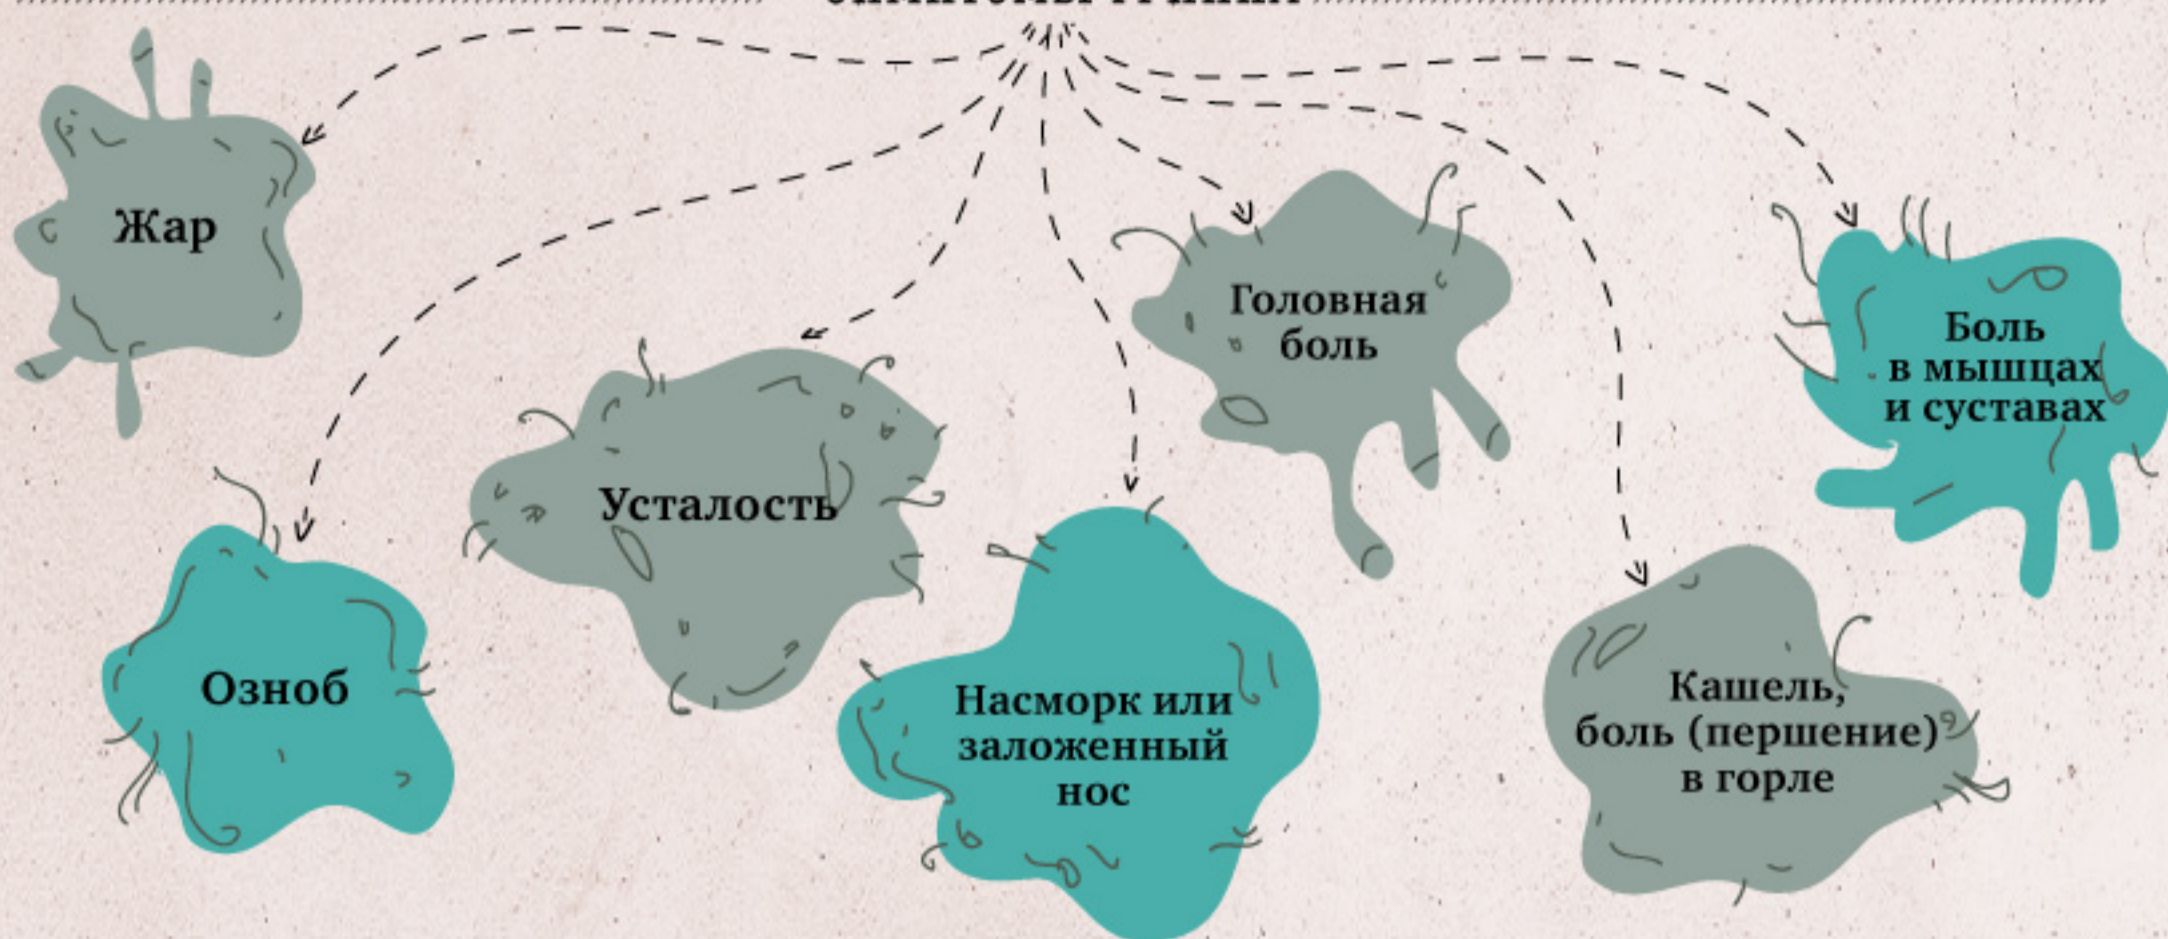 Жар
Головная
боль
Боль
в мышцах
и суставах
Усталость
Озноб
Насморк или
заложенный
нос
Кашель,
боль (першение)
в горле